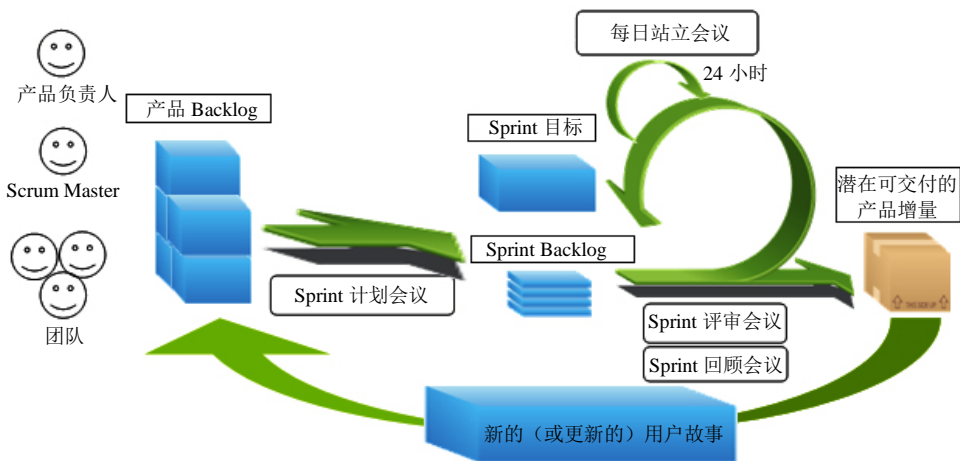 产品负责人
Scrum Master
团队
产品 Backlog
Sprint 计划会议
Sprint 目标
Sprint Backlog
每日站立会议
24 小时
Sprint 评审会议
Sprint 回顾会议
潜在可交付的
产品增量
THIS SIDE UP
新的（或更新的）用户故事